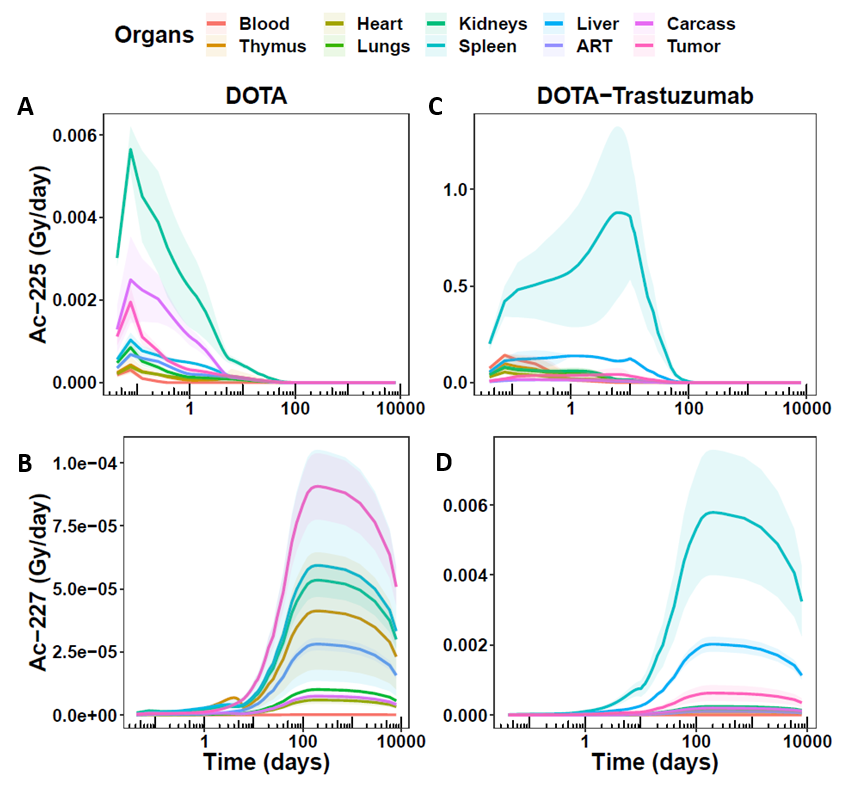 Organs Blood Heart Kidneys Liver Carcass
Thymus Lungs Spleen ART Tumor
A DOTA C DOTA−Trastuzumab
Ac−225 (Gy/day)
0.006
0.004
0.002
0.000
1 100 10000
1.0
0.5
0.0
1 100 10000
B D
Ac−227 (Gy/day)
1.0e−04
7.5e−05
5.0e−05
2.5e−05
0.0e+00
1 100 10000
Time (days)
0.006
0.004
0.002
0.000
1 100 10000
Time (days)